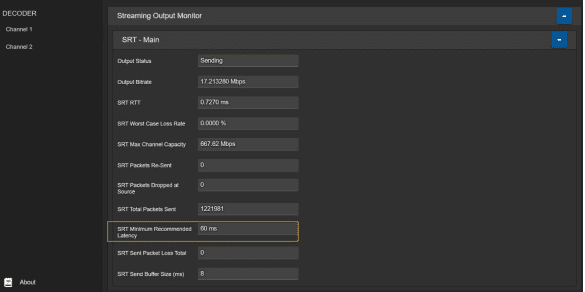 DECODER
Channel 1
Channel 2
About
Streaming Output Monitor
-
SRT - Main
-
Output Status
Sending
Output Bitrate
17.213280 Mbps
SRT RTT
0.7270 ms
SRT Worst Case Loss Rate
0.0000 %
SRT Max Channel Capacity
667.62 Mbps
SRT Packets Re-Sent
0
SRT Packets Dropped at
Source
0
SRT Total Packets Sent
1221981
SRT Minimum Recommended
Latency
60 ms
SRT Sent Packet Loss Total
0
SRT Send Buffer Size (ms)
8